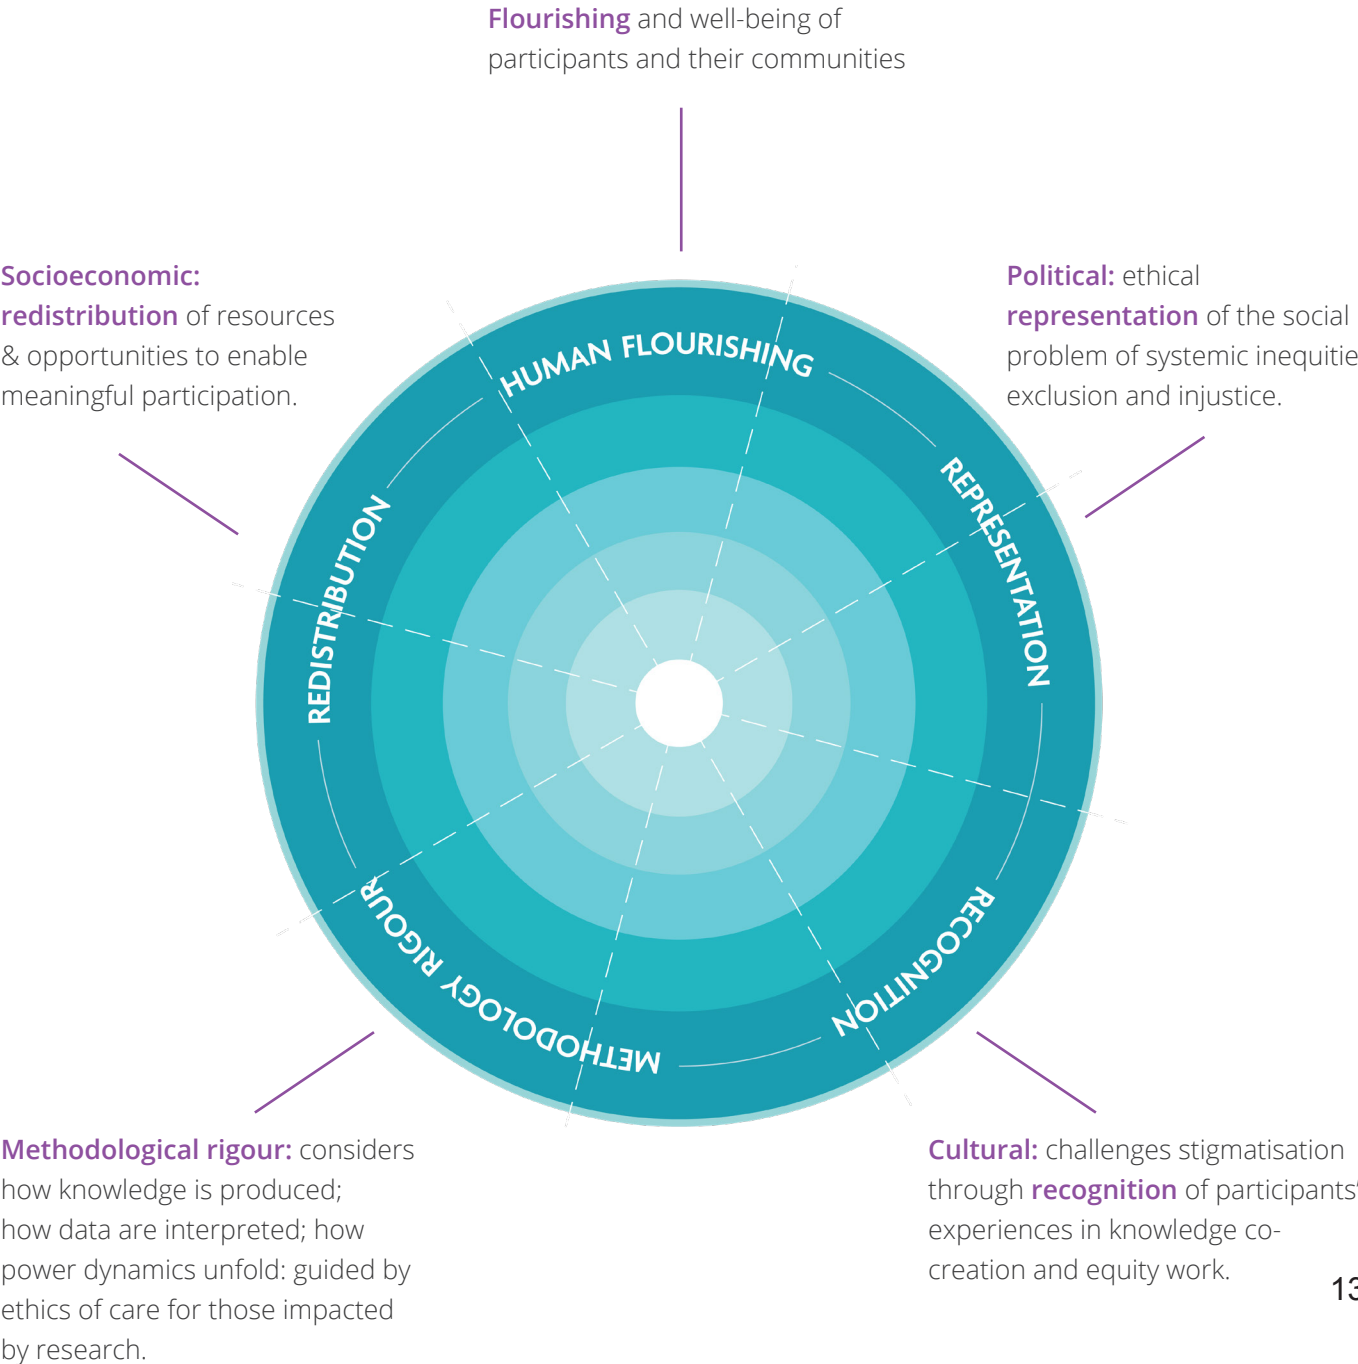 Flourishing and well-being of
participants and their communities
Socioeconomic:
redistribution of resources
& opportunities to enable
meaningful participation.
Political: ethical
representation of the social
problem of systemic inequitie
exclusion and injustice.
HUMAN FLOURISHING
REPRESENTATION
RECOGNITION
METHODOLOGY RIGOUR
REDISTRIBUTION
Methodological rigour: considers
how knowledge is produced;
how data are interpreted; how
power dynamics unfold: guided by
ethics of care for those impacted
by research.
Cultural: challenges stigmatisation
through recognition of participants'
experiences in knowledge co-
creation and equity work.
13